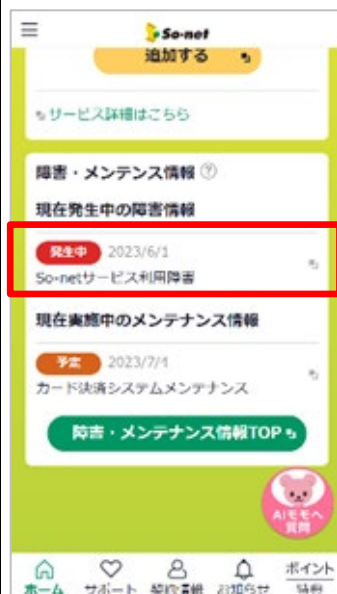 So-net
追加する
サービス詳細はこちら
障害・メンテンス情報 ?
現在発生中の障害情報
発生中 2023/6/1
So-netサービス利用障害
現在実施中のメンテナンス情報
予定 2023/7/4
カード決済システムメンテナンス
障害・メンテナンス情報TOP
AIモモへ
質問
ホーム サポート 契約情報 お知らせ ポイント
特典